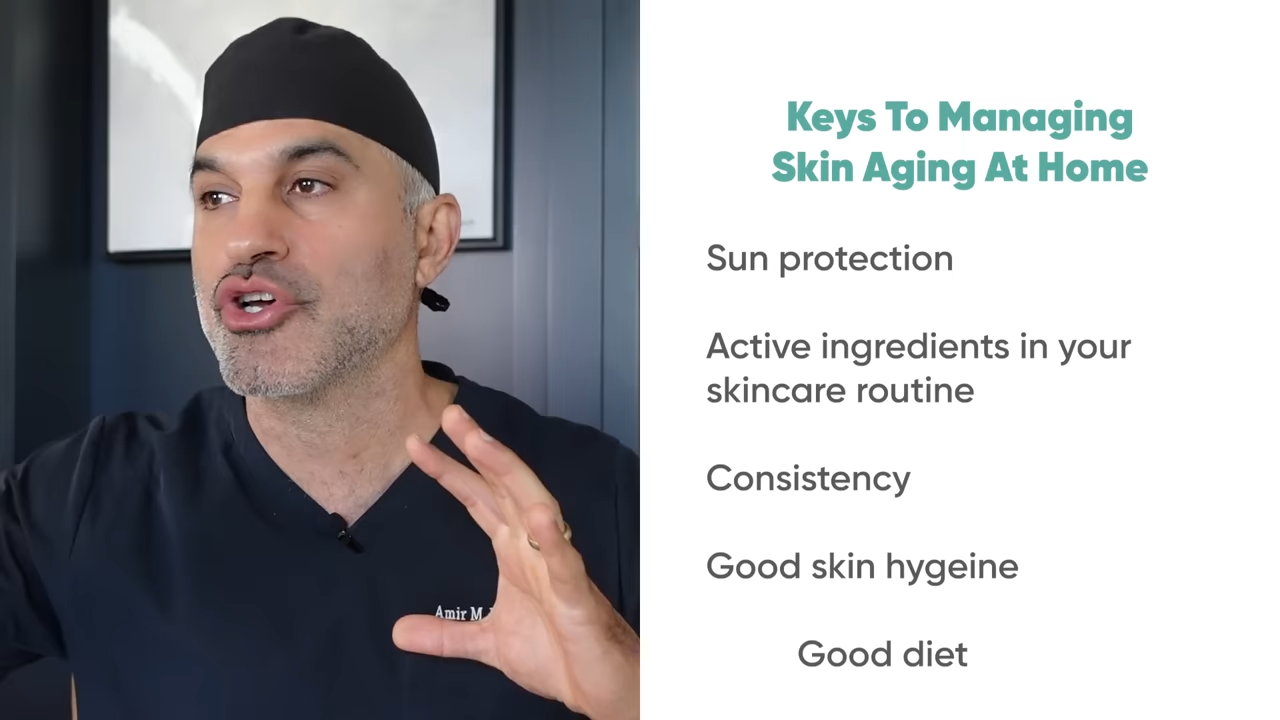 Keys To Managing
Skin Aging At Home
Sun protection
Active ingredients in your
skincare routine
Consistency
Good skin hygeine
Good diet
Amir M.